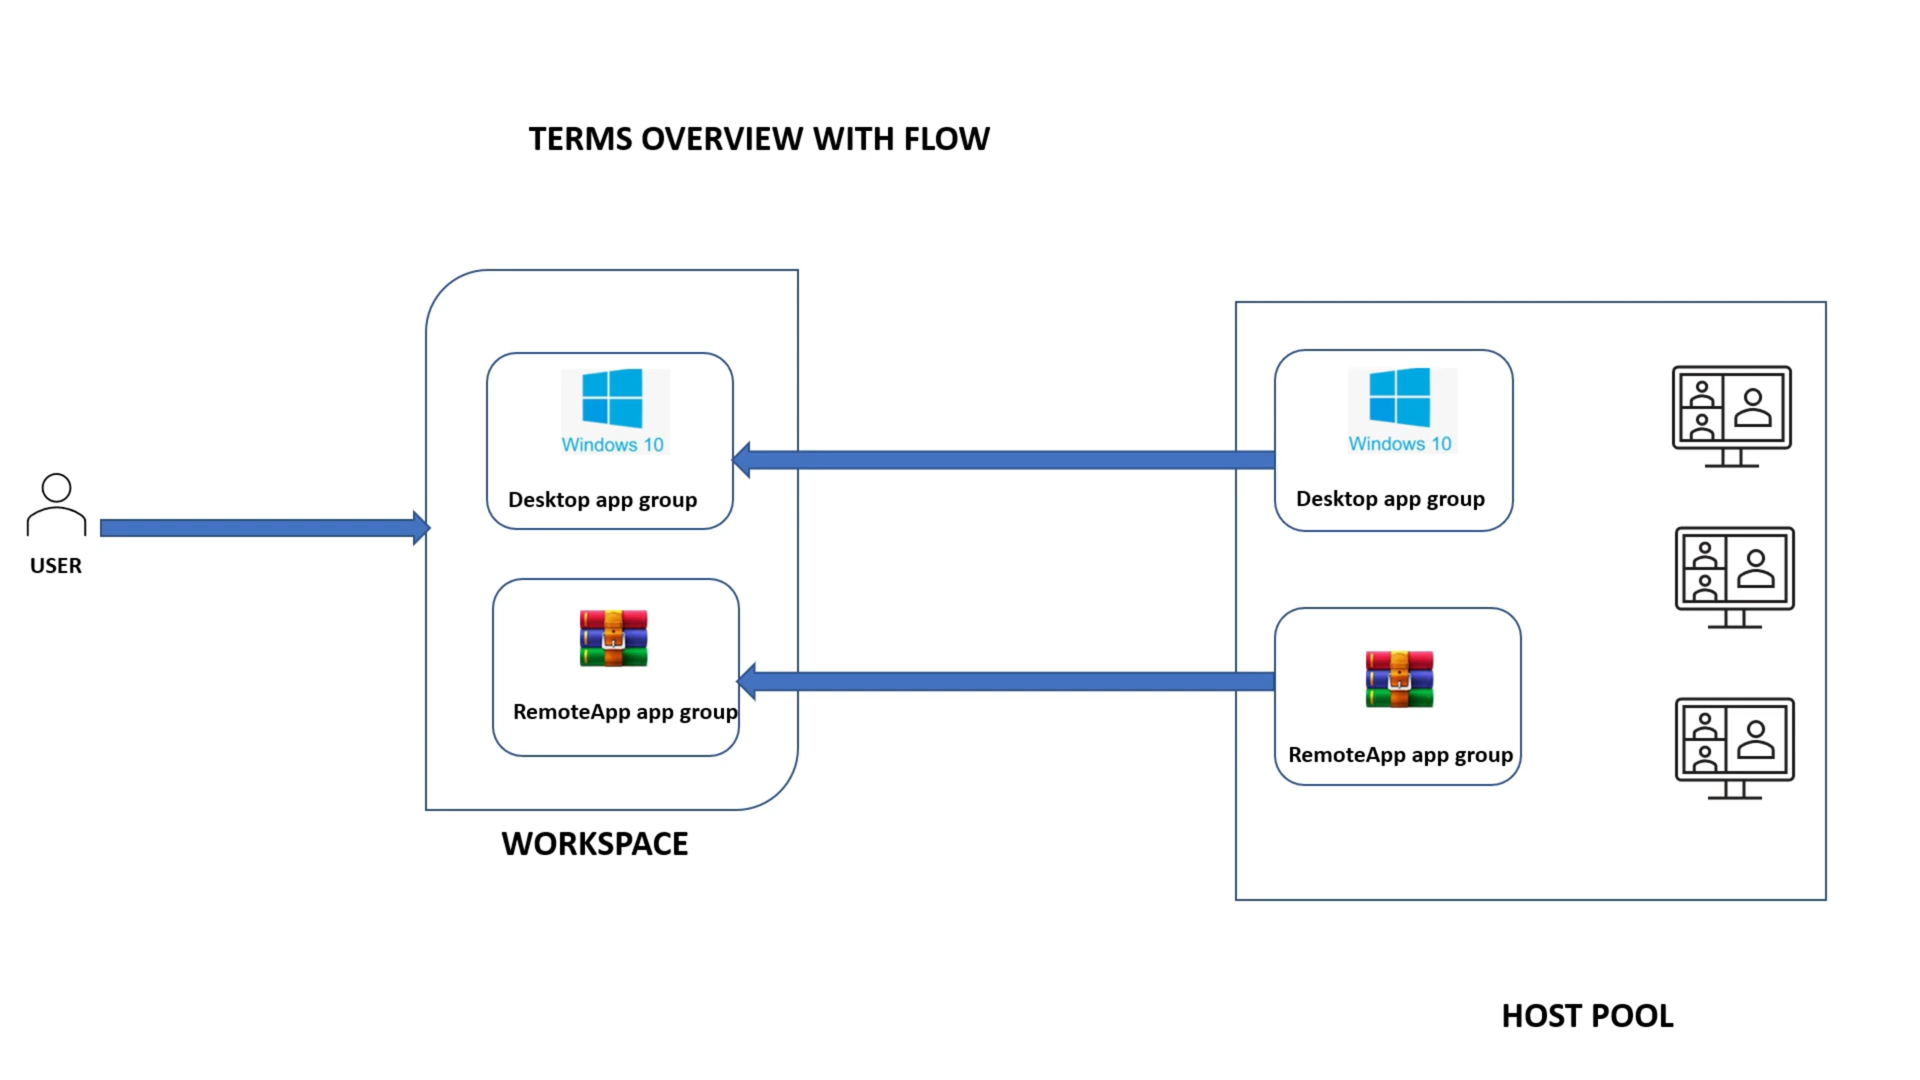 TERMS OVERVIEW WITH FLOW
USER
Windows 10
Desktop app group
RemoteApp app group
WORKSPACE
Windows 10
Desktop app group
RemoteApp app group
HOST POOL